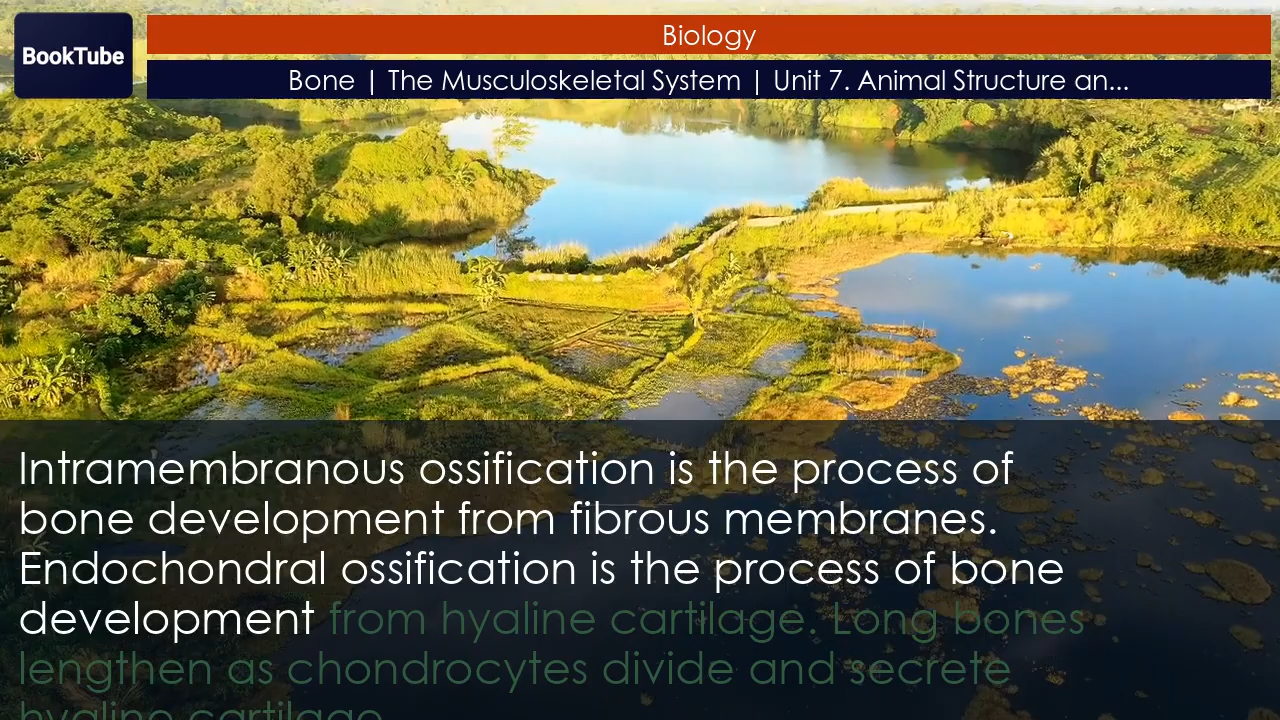 BookTube
Biology
Bone | The Musculoskeletal System | Unit 7. Animal Structure an...
Intramembranous ossification is the process of
bone development from fibrous membranes.
Endochondral ossification is the process of bone
development from hyaline cartilage. Long bones
lengthen as chondrocytes divide and secrete
hyaline cartilage.